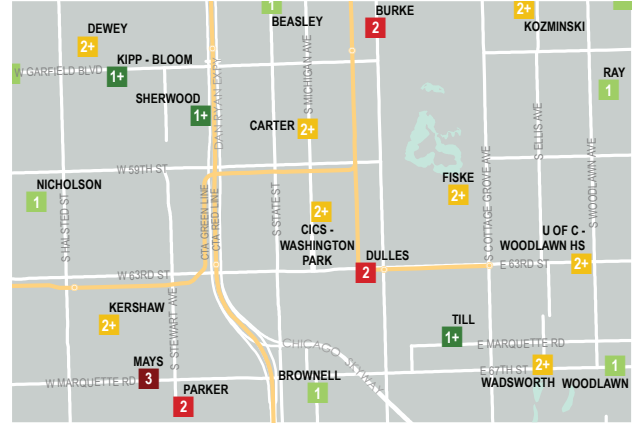 DEWEY
2+
KIPP - BLOOM
W GARFIELD BLVD
1+
SHERWOOD
1+
DAN RYAN EXPY
BEASLEY
S MICHIGAN AVE
BURKE
2
2+
KOZMINSKI
RAY
1
CARTER
2+
W 59TH ST
NICHOLSON
1
S HALSTED ST
CTA GREEN LINE
CTA RED LINE
S STATE ST
2+
CICS -
WASHINGTON
PARK
FISKE
2+
S COTTAGE GROVE AVE
S ELLIS AVE
S WOODLAWN AVE
U OF C -
WOODLAWN HS
2+
DULLES
2
W 63RD ST
E 63RD ST
KERSHAW
2+
S STEWART AVE
TILL
1+
CHICAGO SKYWAY
E MARQUETTE RD
MAYS
3
W MARQUETTE RD
PARKER
2
BROWNELL
1
E 67TH ST
2+
WADSWORTH
1
WOODLAWN